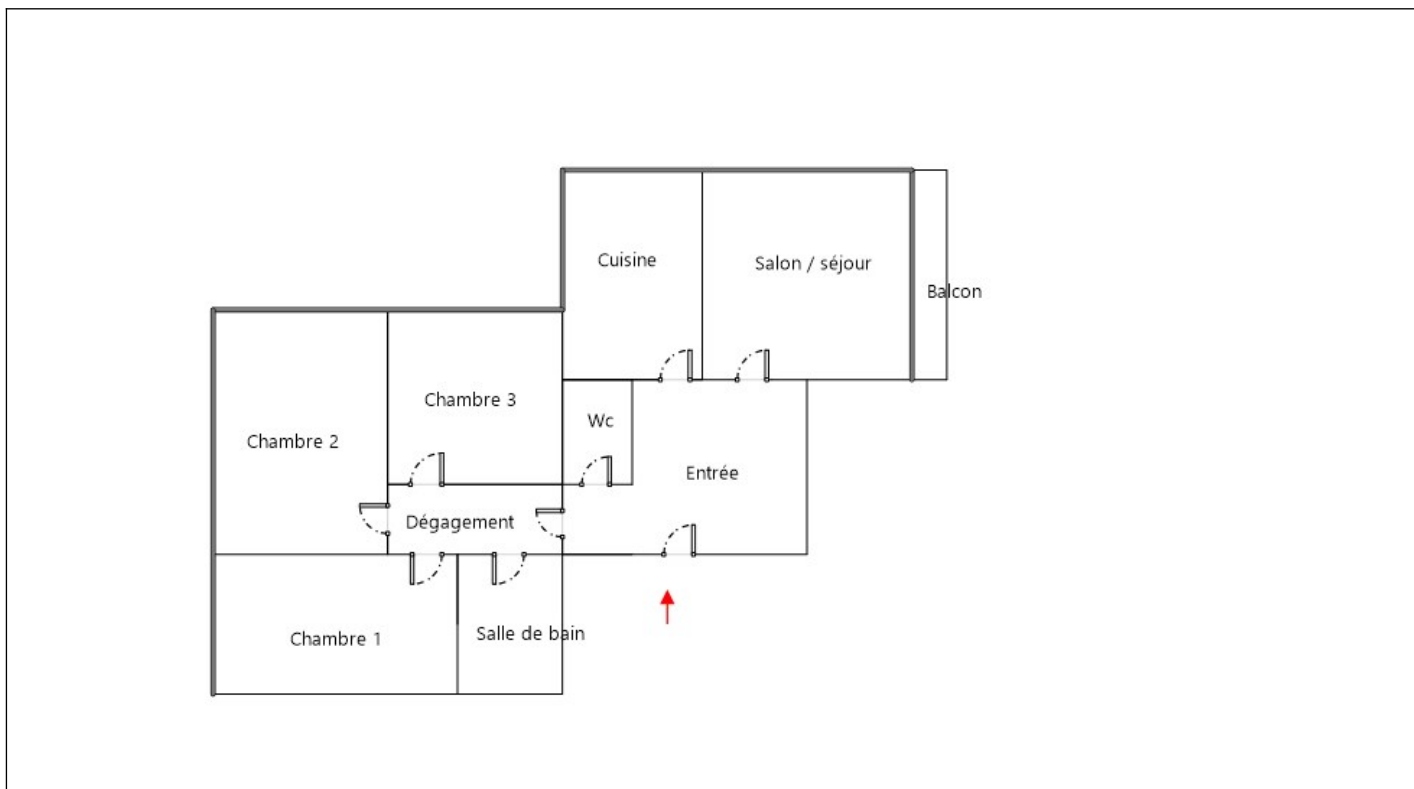 Cuisine
Salon / séjour
Balcon
Chambre 3
Wc
Chambre 2
Entrée
Dégagement
Chambre 1
Salle de bain